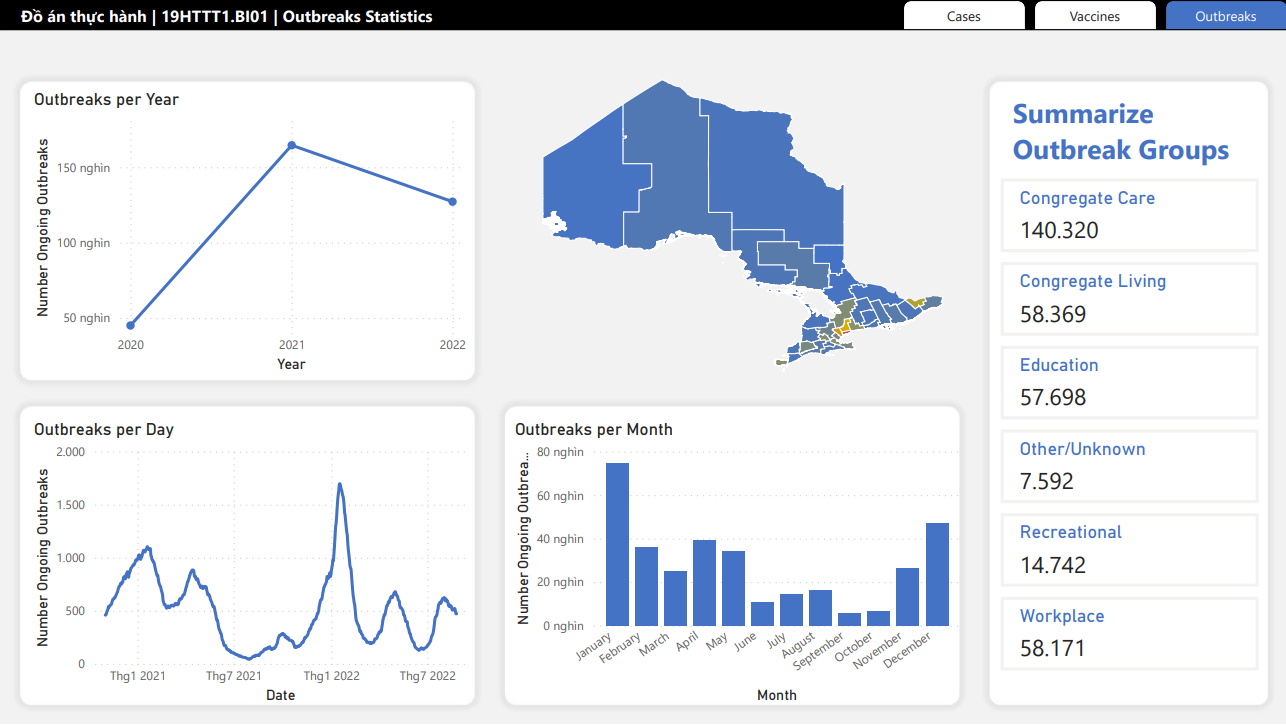 Đồ án thực hành | 19HTTT1.BI01 | Outbreaks Statistics
Cases
Vaccines
Outbreaks
Outbreaks per Year
Number Ongoing Outbreaks
150 nghìn
100 nghìn
50 nghìn
2020
2021
2022
Year
Summarize
Outbreak Groups
Congregate Care
140.320
Congregate Living
58.369
Education
57.698
Other/Unknown
7.592
Recreational
14.742
Workplace
58.171
Outbreaks per Day
Number Ongoing Outbreaks
2.000
1.500
1.000
500
0
Thg1 2021
Thg7 2021
Thg1 2022
Thg7 2022
Date
Outbreaks per Month
Number Ongoing Outbrea...
80 nghìn
60 nghìn
40 nghìn
20 nghìn
0 nghìn
January
February
March
April
May
June
July
August
September
October
November
December
Month